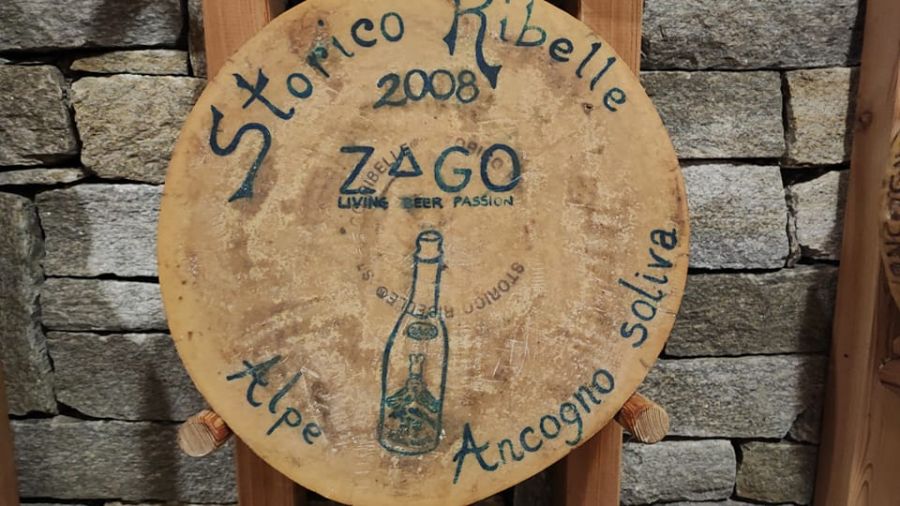 Storico Ribelle
2008
ZAGO
LIVING BEER PASSION
STORICO RIBELLE®
Alpe Ancogno soliva